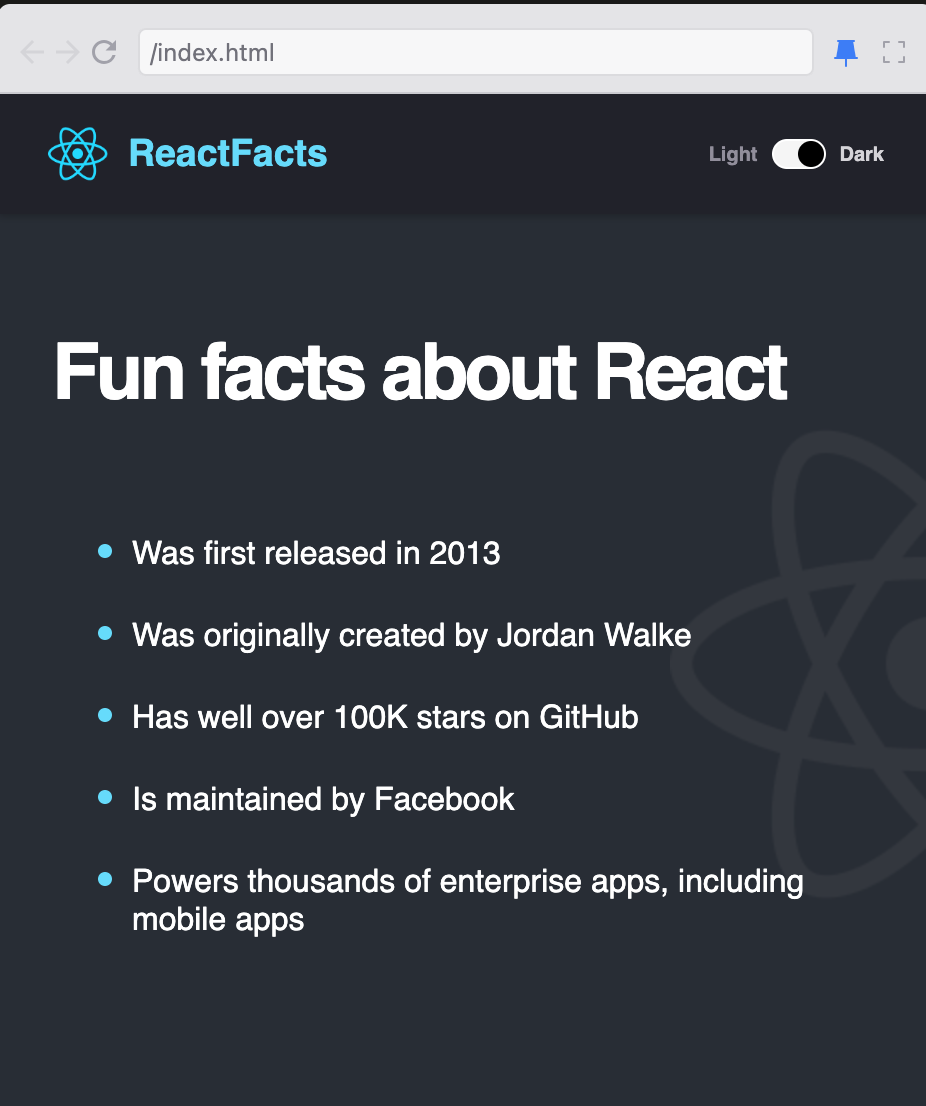 /index.html
ReactFacts
Light Dark
Fun facts about React
Was first released in 2013
Was originally created by Jordan Walke
Has well over 100K stars on GitHub
Is maintained by Facebook
Powers thousands of enterprise apps, including
mobile apps